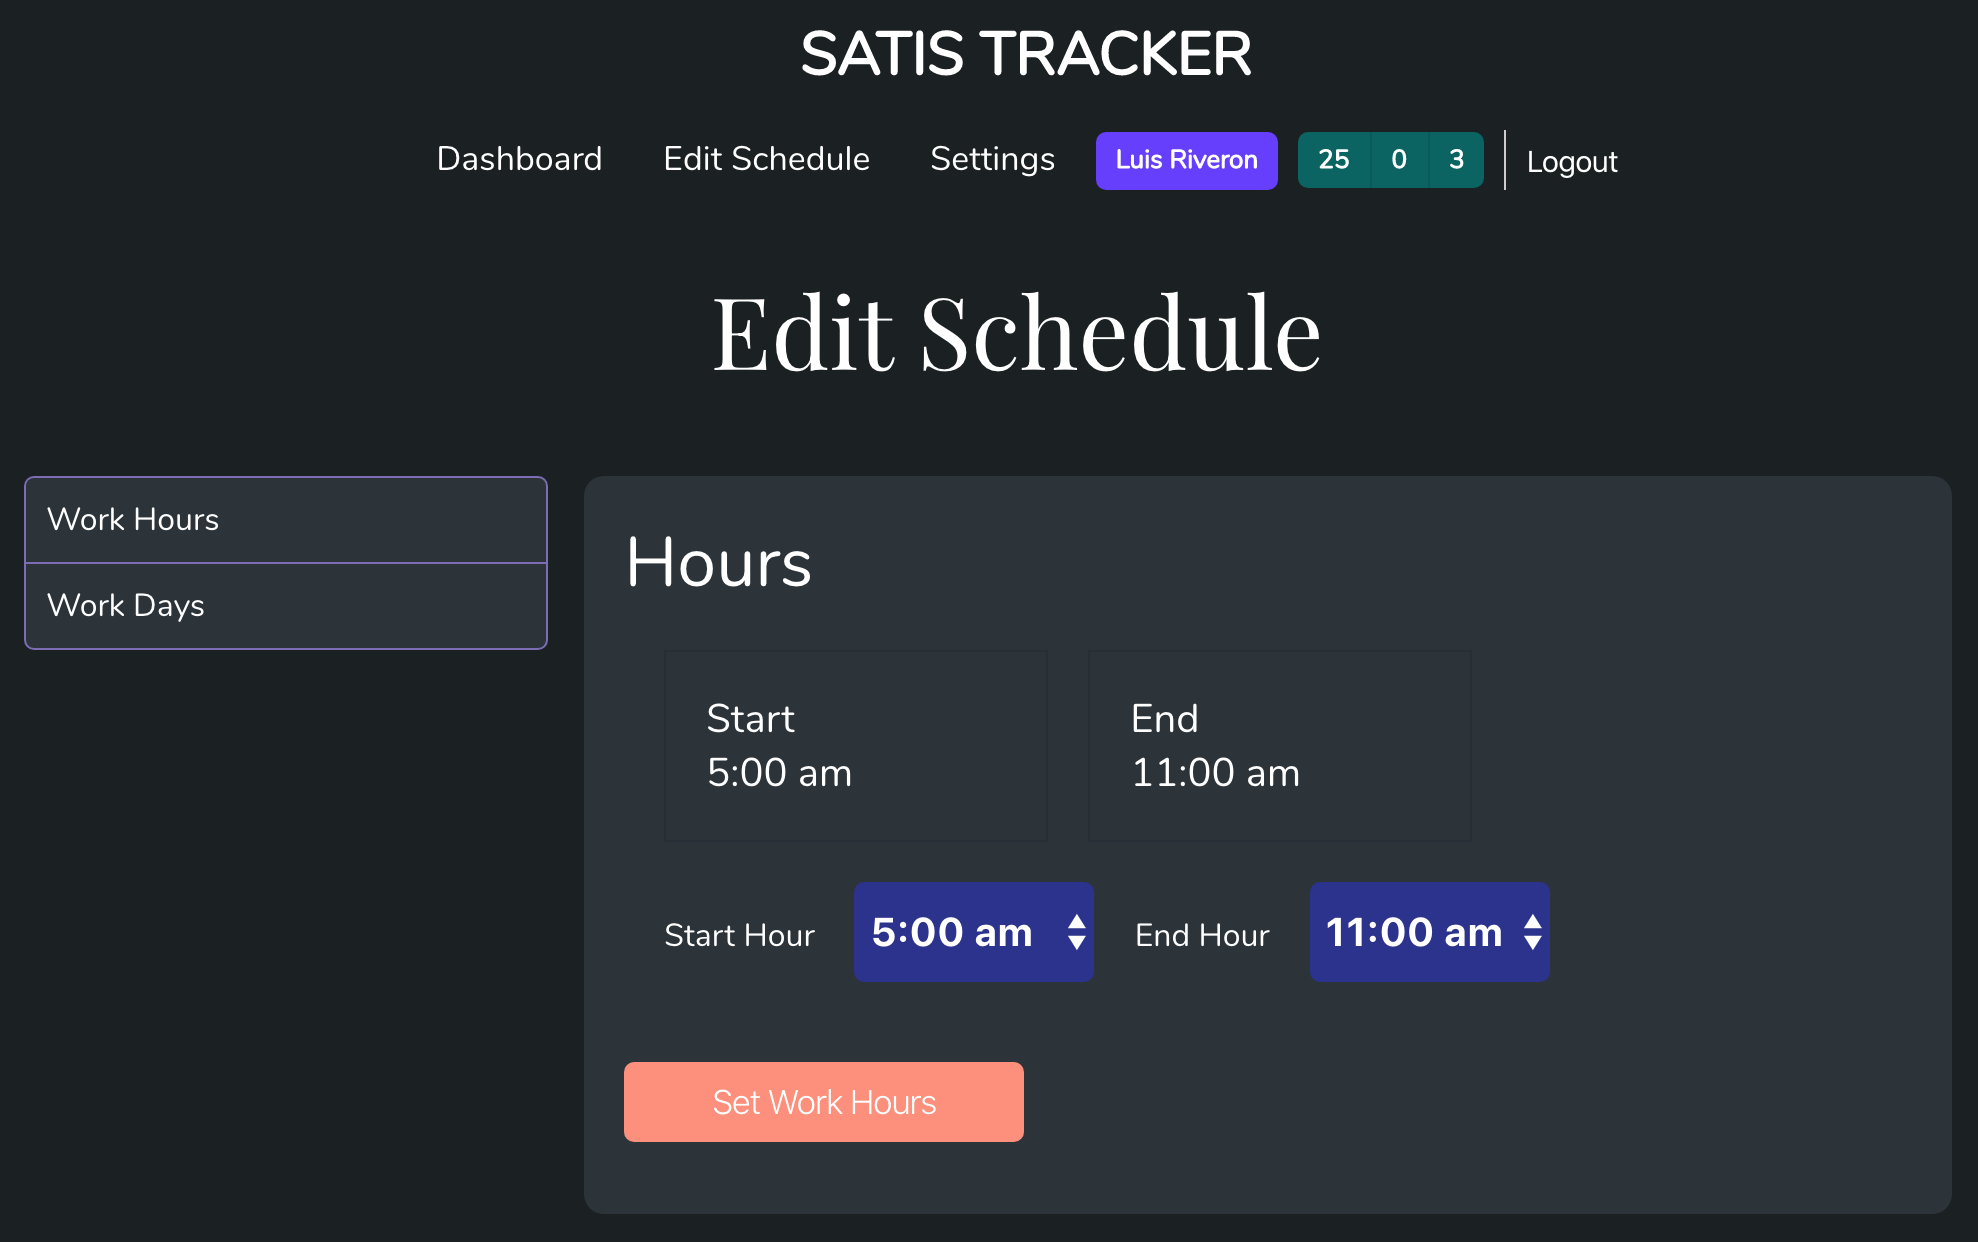 SATIS TRACKER
Dashboard Edit Schedule Settings Luis Riveron 25 0 3 Logout
Edit Schedule
Work Hours
Work Days
Hours
Start
5:00 am
End
11:00 am
Start Hour 5:00 am End Hour 11:00 am
Set Work Hours